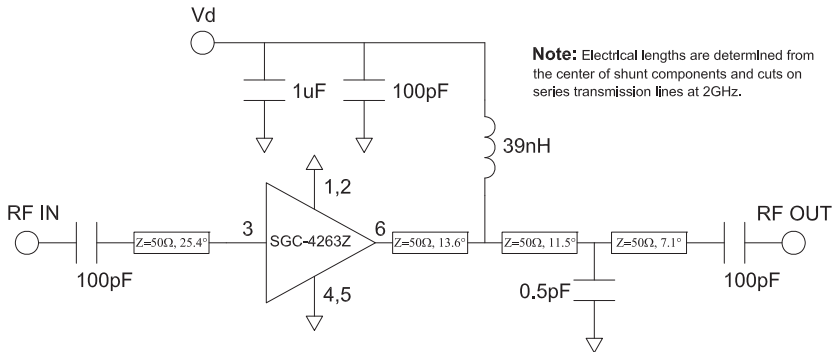 Vd
Note: Electrical lengths are determined from
the center of shunt components and cuts on
series transmission lines at 2GHz.
1uF
100pF
39nH
1,2
RF IN
3
SGC-4263Z
6
RF OUT
Z=50Ω, 25.4°
Z=50Ω, 13.6°
Z=50Ω, 11.5°
Z=50Ω, 7.1°
100pF
4,5
0.5pF
100pF